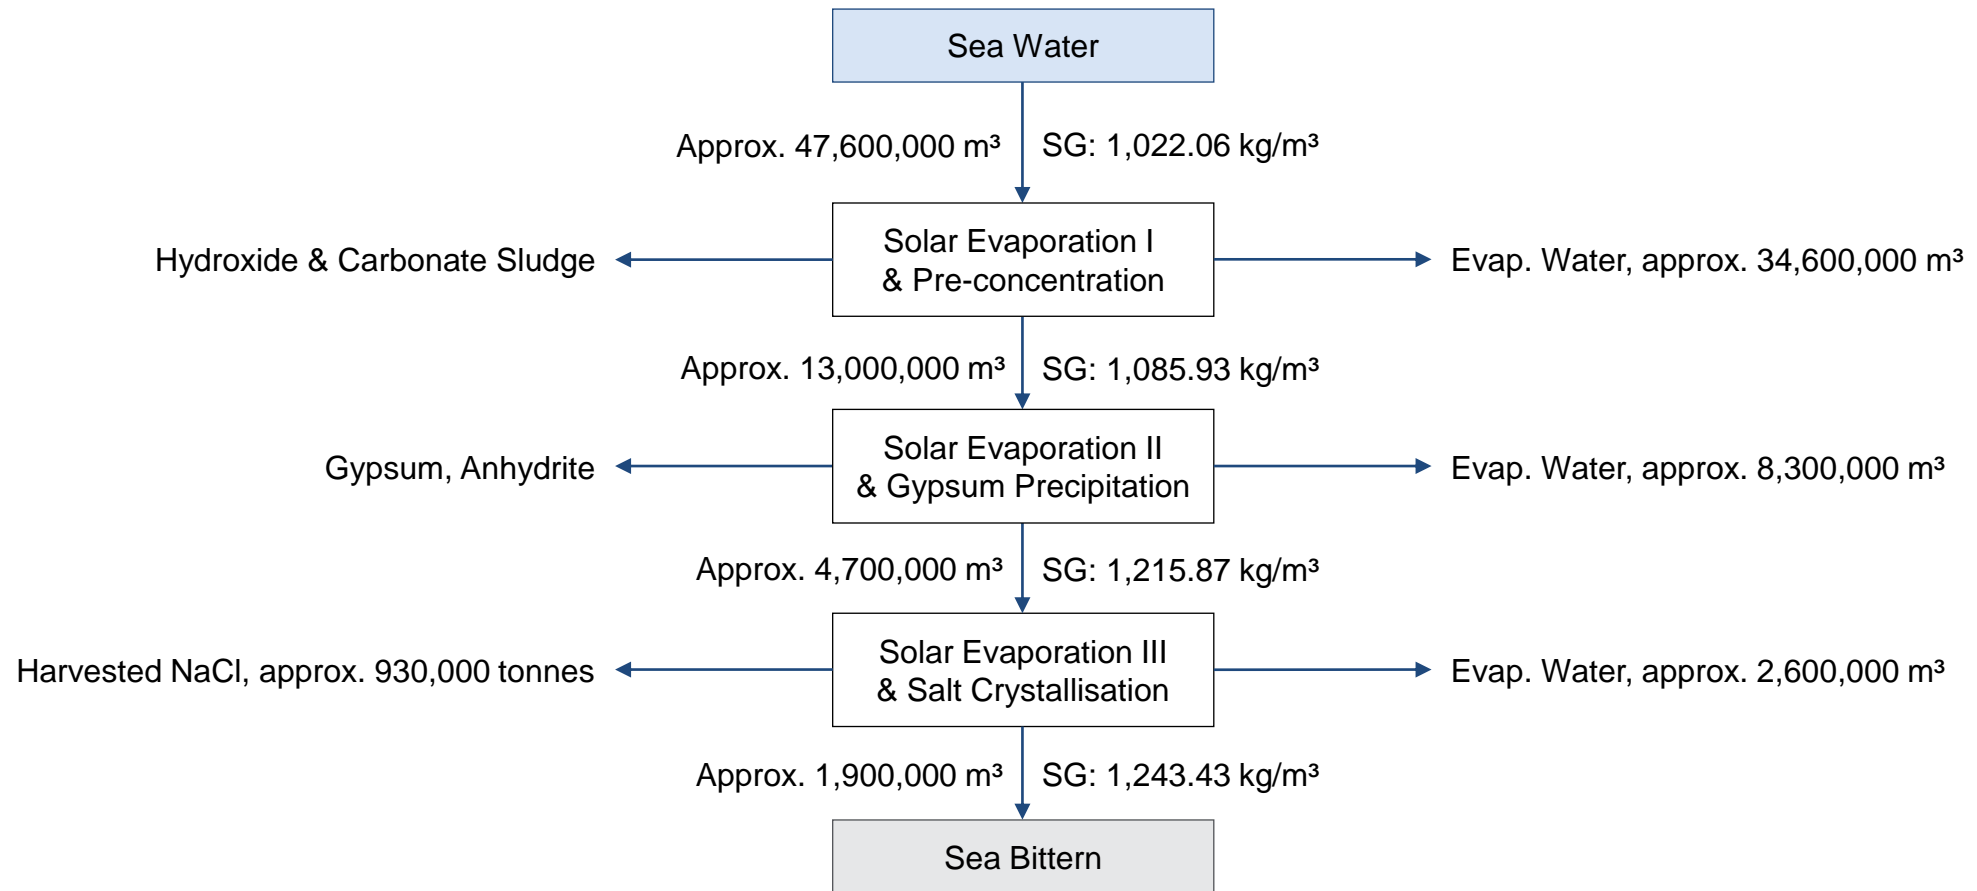 Sea Water
Approx. 47,600,000 m³
SG: 1,022.06 kg/m³
Hydroxide & Carbonate Sludge
Solar Evaporation I
& Pre-concentration
Evap. Water, approx. 34,600,000 m³
Approx. 13,000,000 m³
SG: 1,085.93 kg/m³
Gypsum, Anhydrite
Solar Evaporation II
& Gypsum Precipitation
Evap. Water, approx. 8,300,000 m³
Approx. 4,700,000 m³
SG: 1,215.87 kg/m³
Harvested NaCl, approx. 930,000 tonnes
Solar Evaporation III
& Salt Crystallisation
Evap. Water, approx. 2,600,000 m³
Approx. 1,900,000 m³
SG: 1,243.43 kg/m³
Sea Bittern